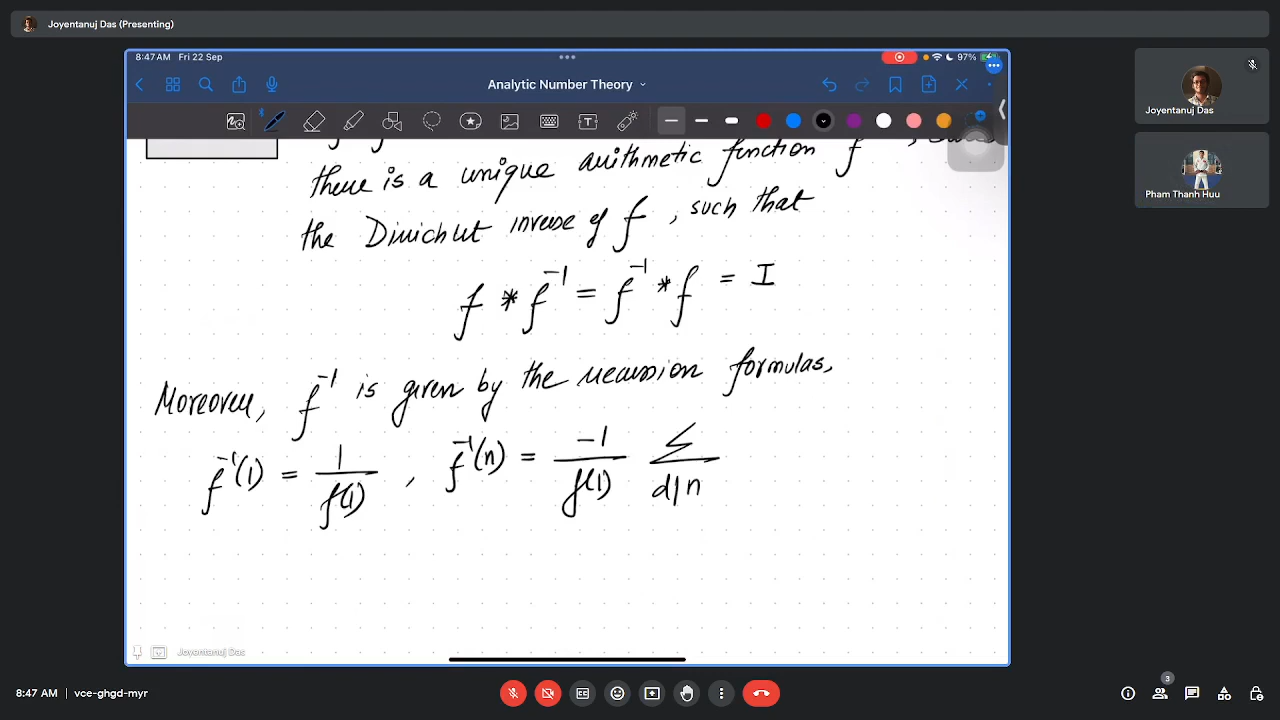 Joyentanuj Das (Presenting)
8:47 AM Fri 22 Sep
97%
Analytic Number Theory
there is a unique arithmetic function f
the Dirichlet inverse of f, such that
f * f⁻¹ = f⁻¹ * f = I
Moreover, f⁻¹ is given by the recursion formulas,
f⁻¹(1) = 1/f(1) , f⁻¹(n) = -1/f(1) Σ d|n
Joyentanuj Das
Joyentanuj Das
Pham Thanh Huu
8:47 AM | vce-ghgd-myr
3